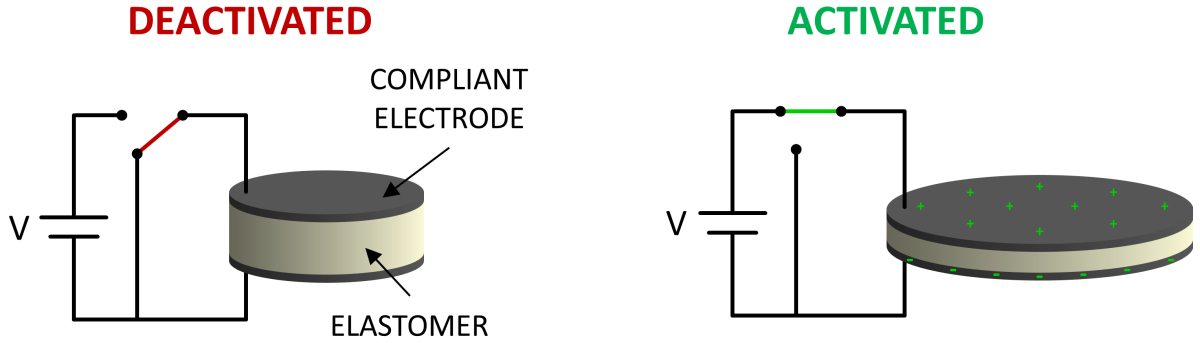 DEACTIVATED
ACTIVATED
COMPLIANT
ELECTRODE
V
V
ELASTOMER